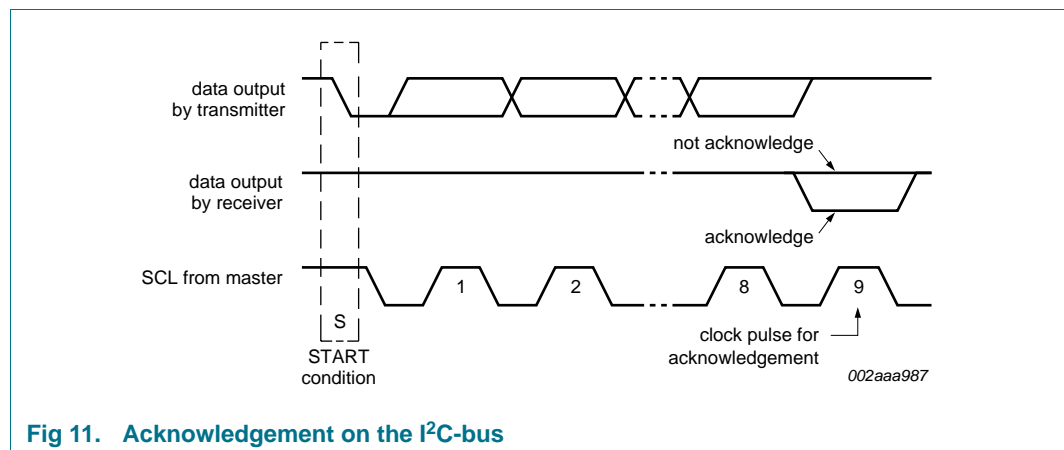 data output
by transmitter
not acknowledge
data output
by receiver
acknowledge
SCL from master
1
2
8
9
S
START
condition
clock pulse for
acknowledgement
002aaa987
Fig 11. Acknowledgement on the I²C-bus